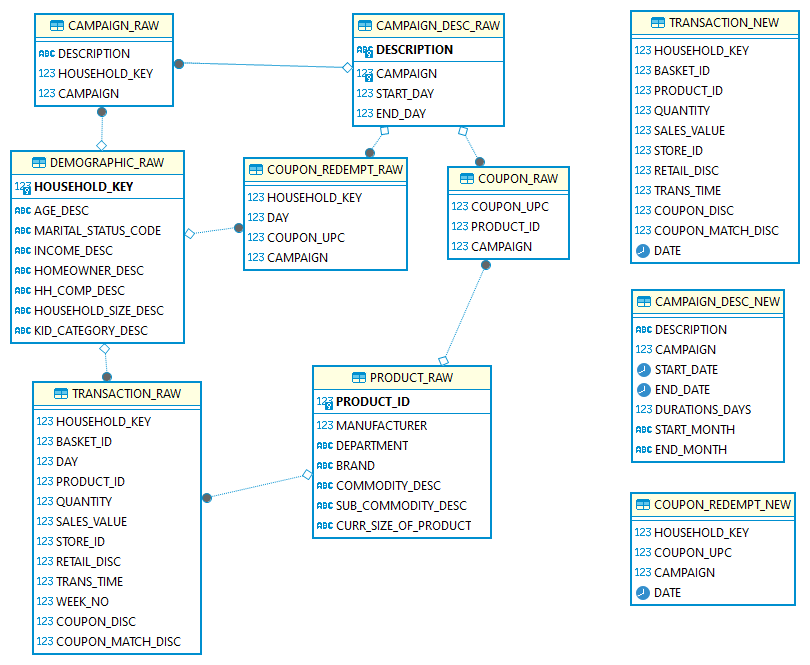 CAMPAIGN_RAW
ABC DESCRIPTION
123 HOUSEHOLD_KEY
123 CAMPAIGN
CAMPAIGN_DESC_RAW
ABC DESCRIPTION
123 CAMPAIGN
123 START_DAY
123 END_DAY
DEMOGRAPHIC_RAW
123 HOUSEHOLD_KEY
ABC AGE_DESC
ABC MARITAL_STATUS_CODE
ABC INCOME_DESC
ABC HOMEOWNER_DESC
ABC HH_COMP_DESC
ABC HOUSEHOLD_SIZE_DESC
ABC KID_CATEGORY_DESC
COUPON_REDEMPT_RAW
123 HOUSEHOLD_KEY
123 DAY
123 COUPON_UPC
123 CAMPAIGN
COUPON_RAW
123 COUPON_UPC
123 PRODUCT_ID
123 CAMPAIGN
TRANSACTION_RAW
123 HOUSEHOLD_KEY
123 BASKET_ID
123 DAY
123 PRODUCT_ID
123 QUANTITY
123 SALES_VALUE
123 STORE_ID
123 RETAIL_DISC
123 TRANS_TIME
123 WEEK_NO
123 COUPON_DISC
123 COUPON_MATCH_DISC
PRODUCT_RAW
123 PRODUCT_ID
123 MANUFACTURER
ABC DEPARTMENT
ABC BRAND
ABC COMMODITY_DESC
ABC SUB_COMMODITY_DESC
ABC CURR_SIZE_OF_PRODUCT
TRANSACTION_NEW
123 HOUSEHOLD_KEY
123 BASKET_ID
123 PRODUCT_ID
123 QUANTITY
123 SALES_VALUE
123 STORE_ID
123 RETAIL_DISC
123 TRANS_TIME
123 COUPON_DISC
123 COUPON_MATCH_DISC
DATE
CAMPAIGN_DESC_NEW
ABC DESCRIPTION
123 CAMPAIGN
START_DATE
END_DATE
123 DURATIONS_DAYS
ABC START_MONTH
ABC END_MONTH
COUPON_REDEMPT_NEW
123 HOUSEHOLD_KEY
123 COUPON_UPC
123 CAMPAIGN
DATE